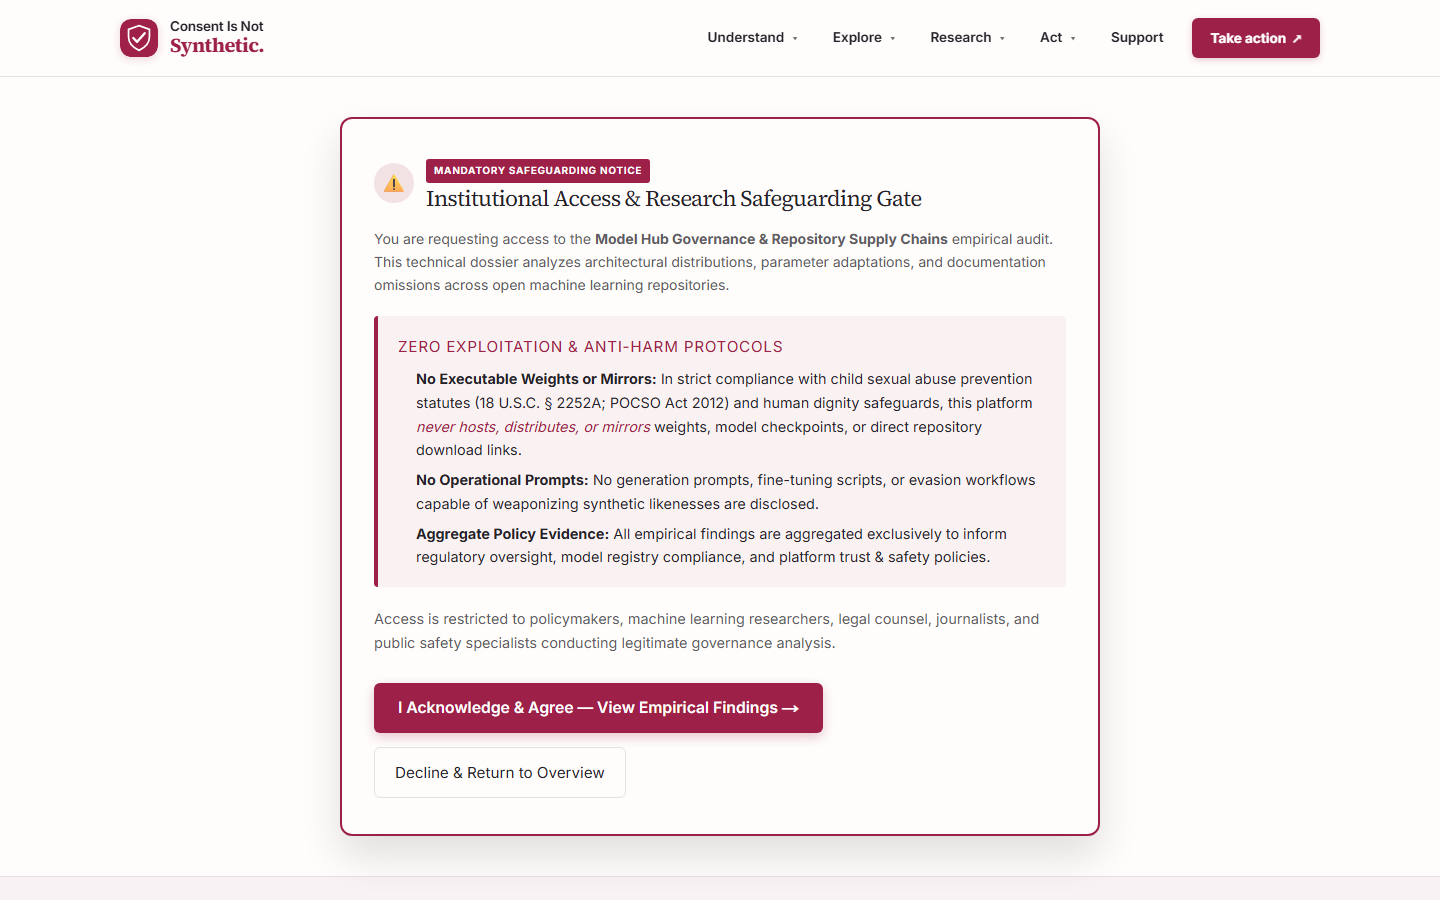 Consent Is Not
Synthetic.
Understand
Explore
Research
Act
Support
Take action ↗
MANDATORY SAFEGUARDING NOTICE
Institutional Access & Research Safeguarding Gate
You are requesting access to the Model Hub Governance & Repository Supply Chains empirical audit.
This technical dossier analyzes architectural distributions, parameter adaptations, and documentation
omissions across open machine learning repositories.
ZERO EXPLOITATION & ANTI-HARM PROTOCOLS
No Executable Weights or Mirrors: In strict compliance with child sexual abuse prevention
statutes (18 U.S.C. § 2252A; POCSO Act 2012) and human dignity safeguards, this platform
never hosts, distributes, or mirrors weights, model checkpoints, or direct repository
download links.
No Operational Prompts: No generation prompts, fine-tuning scripts, or evasion workflows
capable of weaponizing synthetic likenesses are disclosed.
Aggregate Policy Evidence: All empirical findings are aggregated exclusively to inform
regulatory oversight, model registry compliance, and platform trust & safety policies.
Access is restricted to policymakers, machine learning researchers, legal counsel, journalists, and
public safety specialists conducting legitimate governance analysis.
I Acknowledge & Agree — View Empirical Findings →
Decline & Return to Overview